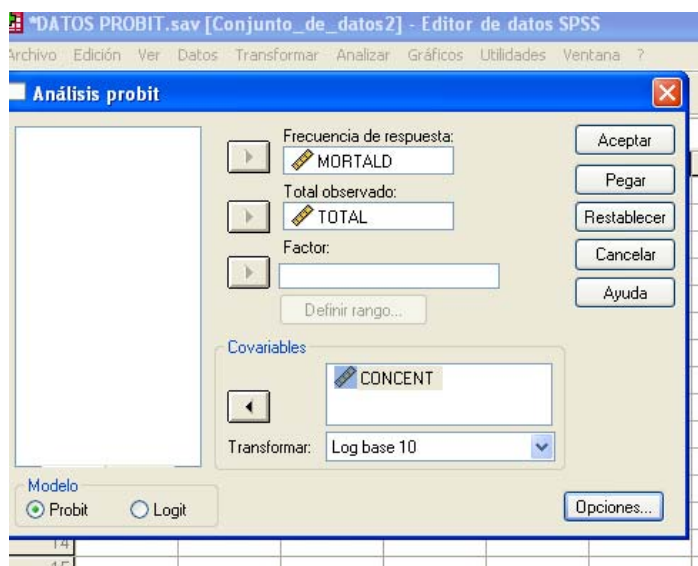 *DATOS PROBIT.sav [Conjunto_de_datos2] - Editor de datos SPSS
Archivo Edición Ver Datos Transformar Analizar Gráficos Utilidades Ventana ?
Análisis probit
Frecuencia de respuesta:
MORTALD
Total observado:
TOTAL
Factor:
Definir rango...
Covariables
CONCENT
Transformar: Log base 10
Modelo
Probit Logit
Aceptar
Pegar
Restablecer
Cancelar
Ayuda
Opciones...
14
15